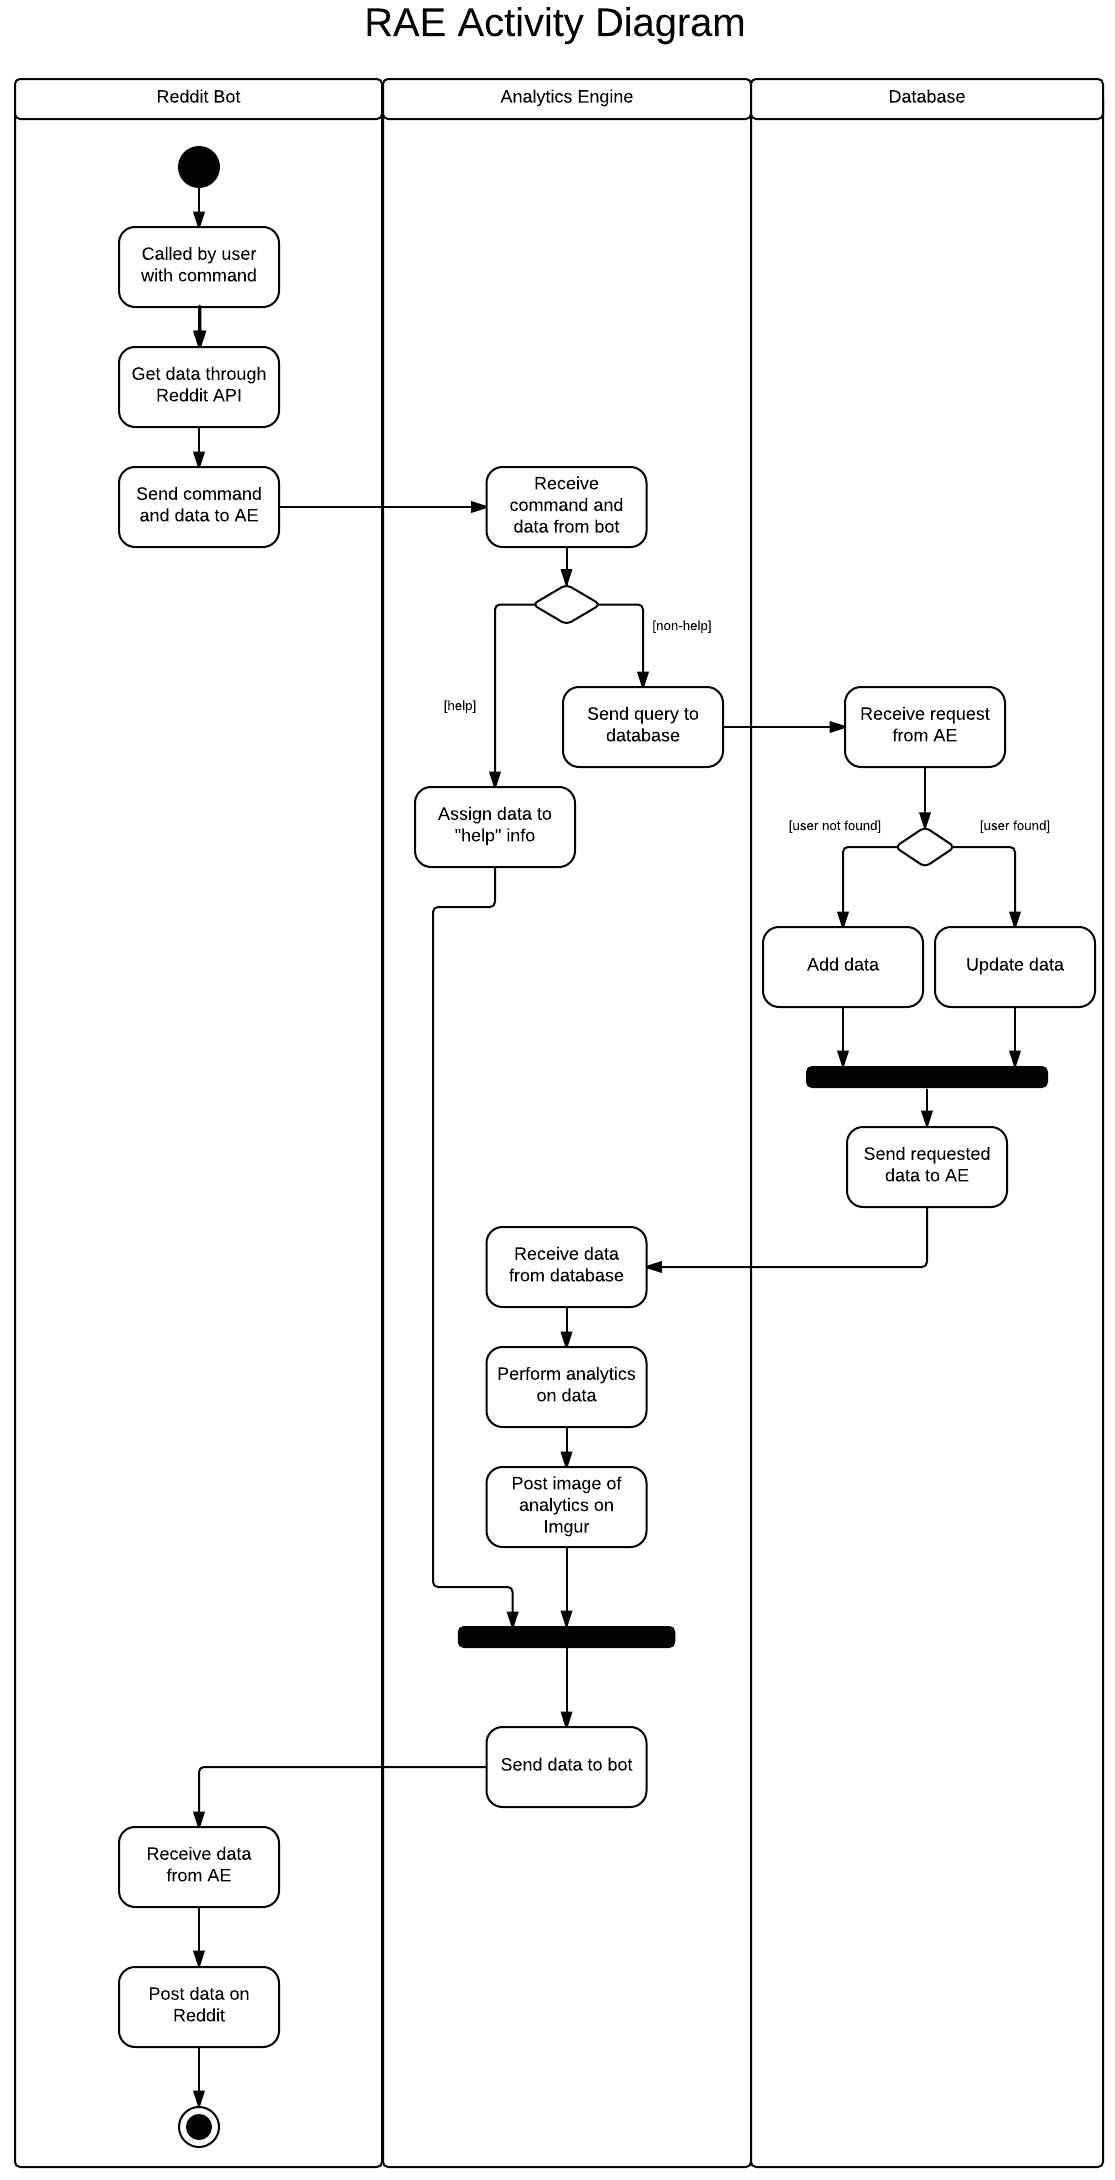 RAE Activity Diagram
Reddit Bot
Analytics Engine
Database
Called by user
with command
Get data through
Reddit API
Send command
and data to AE
Receive
command and
data from bot
[non-help]
[help]
Send query to
database
Receive request
from AE
Assign data to
"help" info
[user not found]
[user found]
Add data
Update data
Send requested
data to AE
Receive data
from database
Perform analytics
on data
Post image of
analytics on
Imgur
Send data to bot
Receive data
from AE
Post data on
Reddit